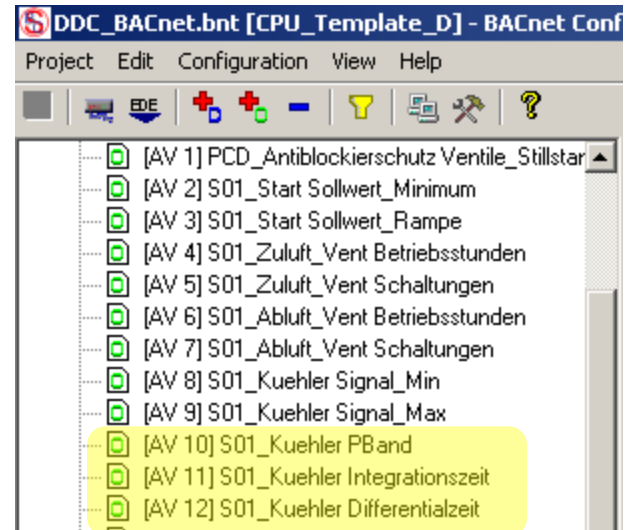 DDC_BACnet.bnt [CPU_Template_D] - BACnet Conf
Project Edit Configuration View Help
EDE D o ?
[AV 1] PCD_Antiblockierschutz Ventile_Stillstar
[AV 2] S01_Start Sollwert_Minimum
[AV 3] S01_Start Sollwert_Rampe
[AV 4] S01_Zuluft_Vent Betriebsstunden
[AV 5] S01_Zuluft_Vent Schaltungen
[AV 6] S01_Abluft_Vent Betriebsstunden
[AV 7] S01_Abluft_Vent Schaltungen
[AV 8] S01_Kuehler Signal_Min
[AV 9] S01_Kuehler Signal_Max
[AV 10] S01_Kuehler PBand
[AV 11] S01_Kuehler Integrationszeit
[AV 12] S01_Kuehler Differentialzeit